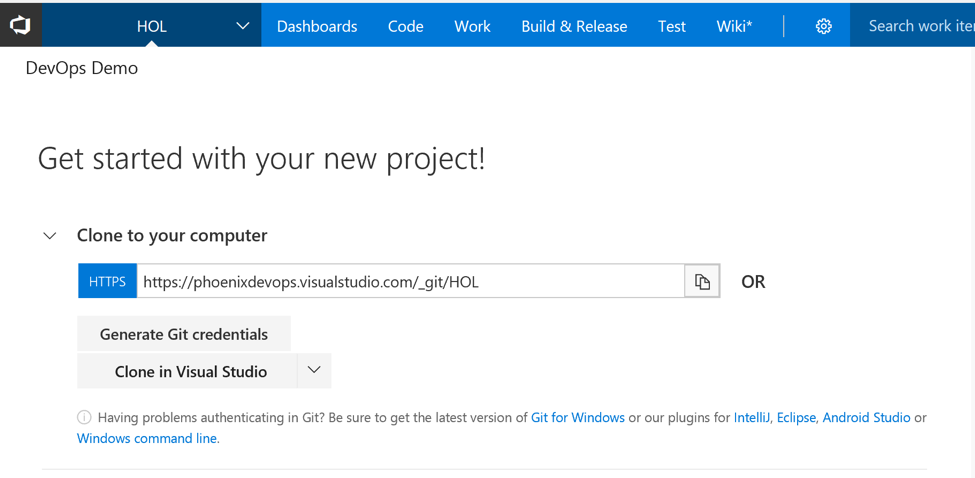 HOL Dashboards Code Work Build & Release Test Wiki* Search work
DevOps Demo
Get started with your new project!
Clone to your computer
HTTPS https://phoenixdevops.visualstudio.com/_git/HOL OR
Generate Git credentials
Clone in Visual Studio
Having problems authenticating in Git? Be sure to get the latest version of Git for Windows or our plugins for IntelliJ, Eclipse, Android Studio or
Windows command line.